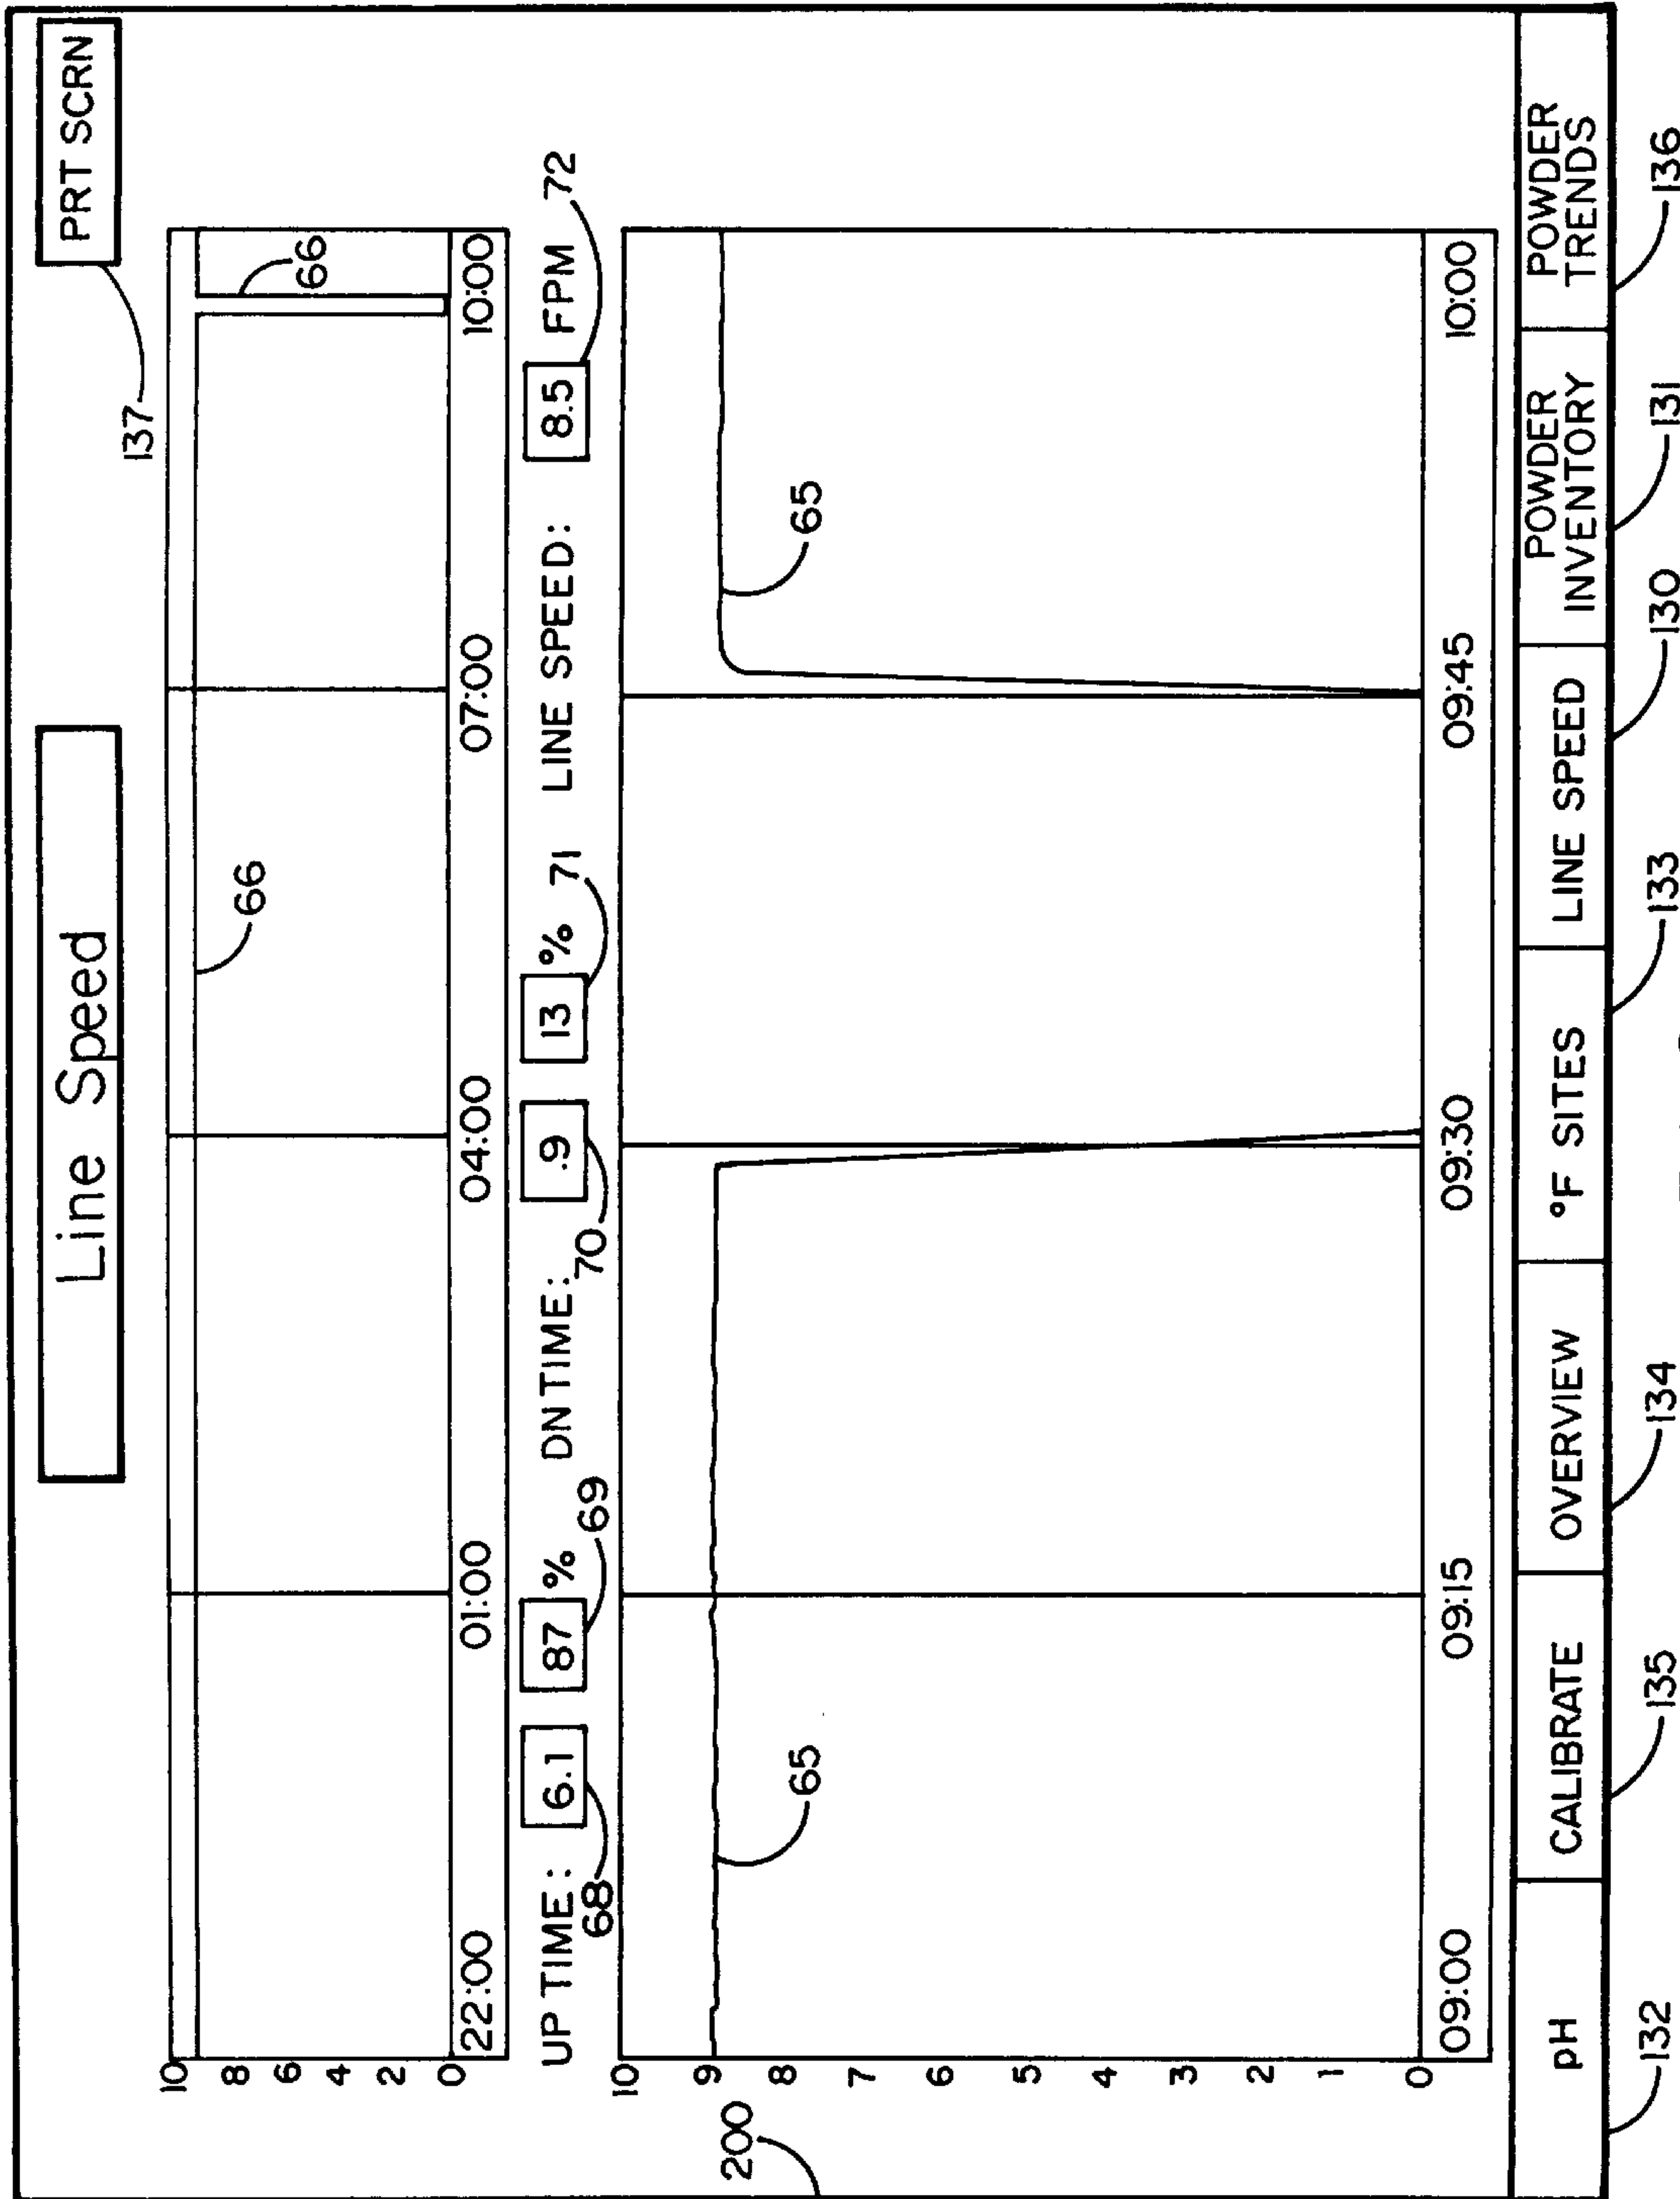 Line Speed
PRT SCRN
137
10
8
6
4
2
0
66
66
22:00 01:00 04:00 07:00 10:00
UP TIME: 6.1 87 % DN TIME: .9 13 % LINE SPEED: 8.5 FPM
68 69 70 71 72
10
9
8
7
6
5
4
3
2
1
0
65
65
200
09:00 09:15 09:30 09:45 10:00
pH
CALIBRATE
OVERVIEW
°F SITES
LINE SPEED
POWDER
INVENTORY
POWDER
TRENDS
132 135 134 133 130 131 136